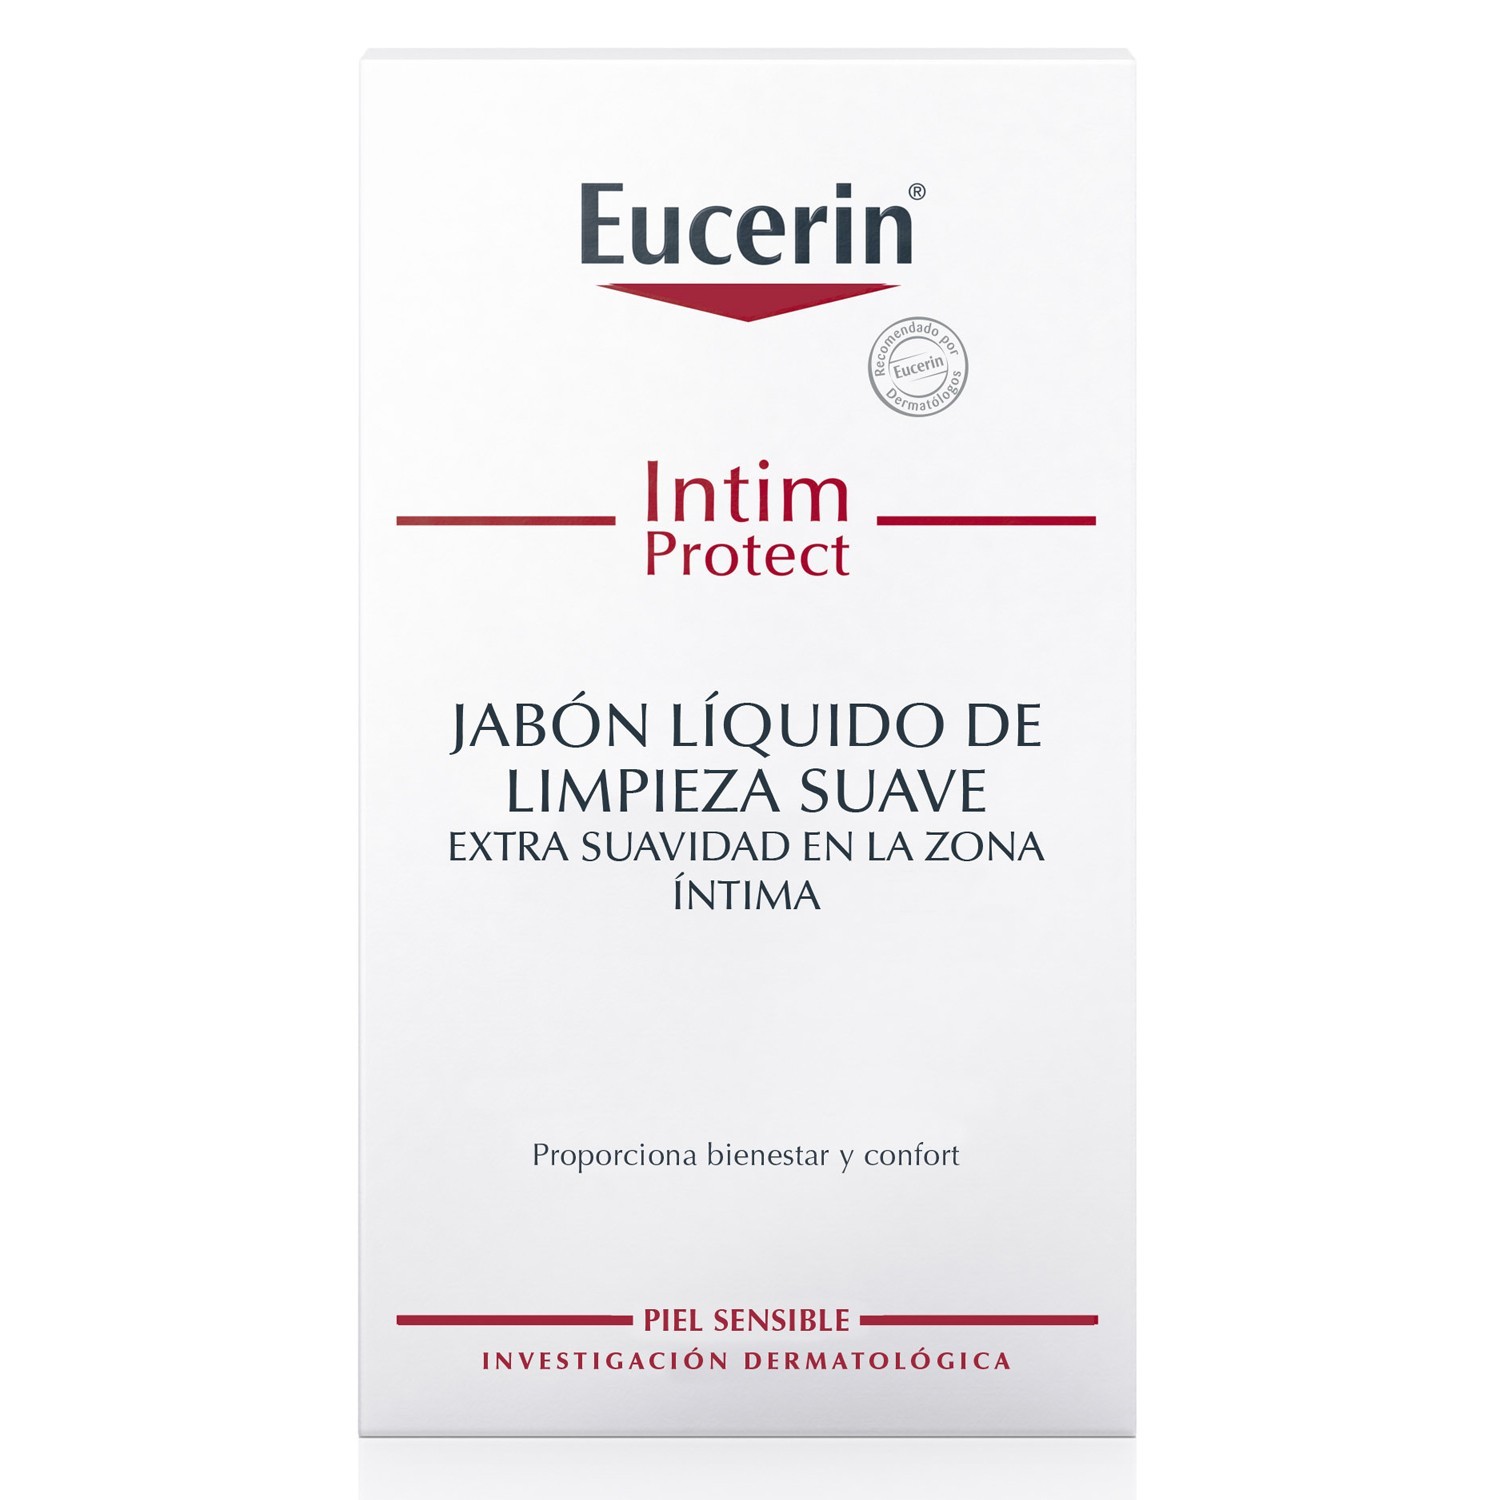 Eucerin®
Recomendado por
Eucerin
Dermatólogos
Intim
Protect
JABÓN LÍQUIDO DE
LIMPIEZA SUAVE
EXTRA SUAVIDAD EN LA ZONA
ÍNTIMA
Proporciona bienestar y confort
PIEL SENSIBLE
INVESTIGACIÓN DERMATOLÓGICA